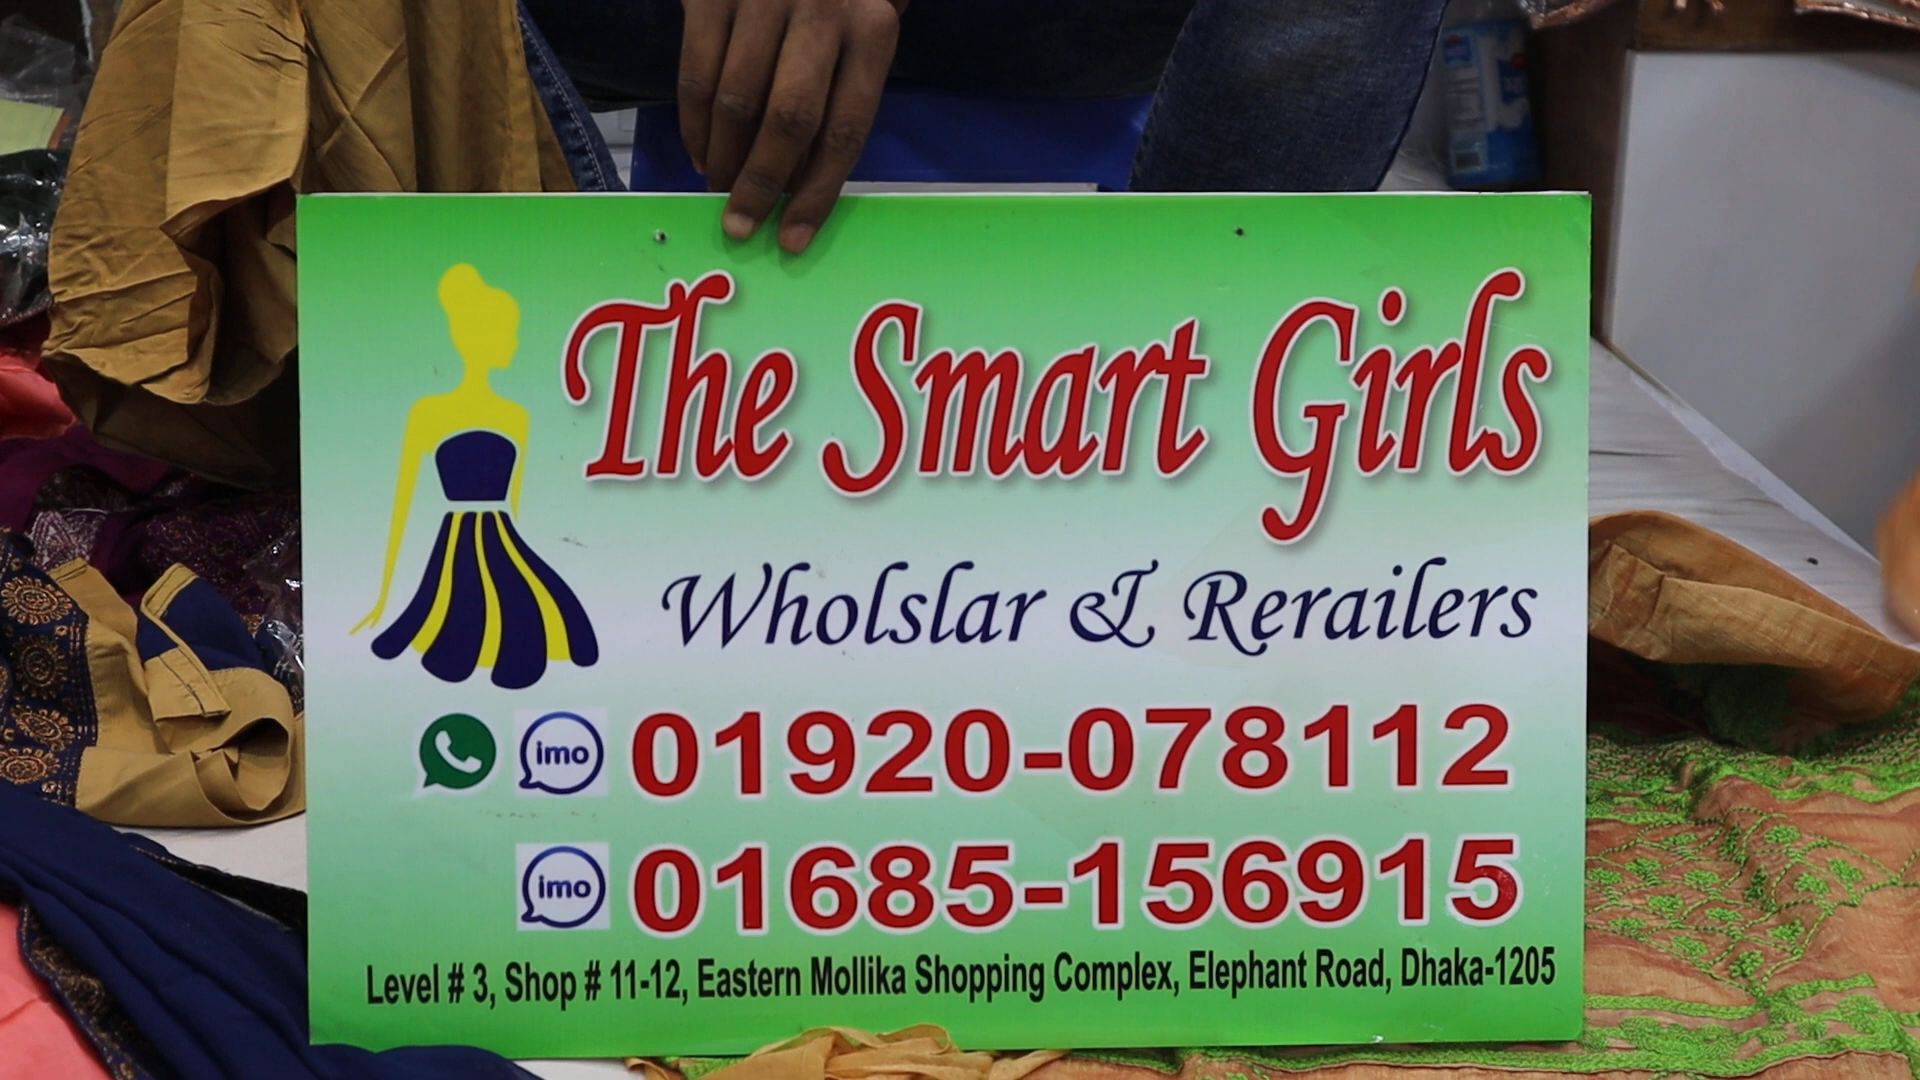 The Smart Girls
Wholslar & Rerailers
imo 01920-078112
imo 01685-156915
Level # 3, Shop # 11-12, Eastern Mollika Shopping Complex, Elephant Road, Dhaka-1205